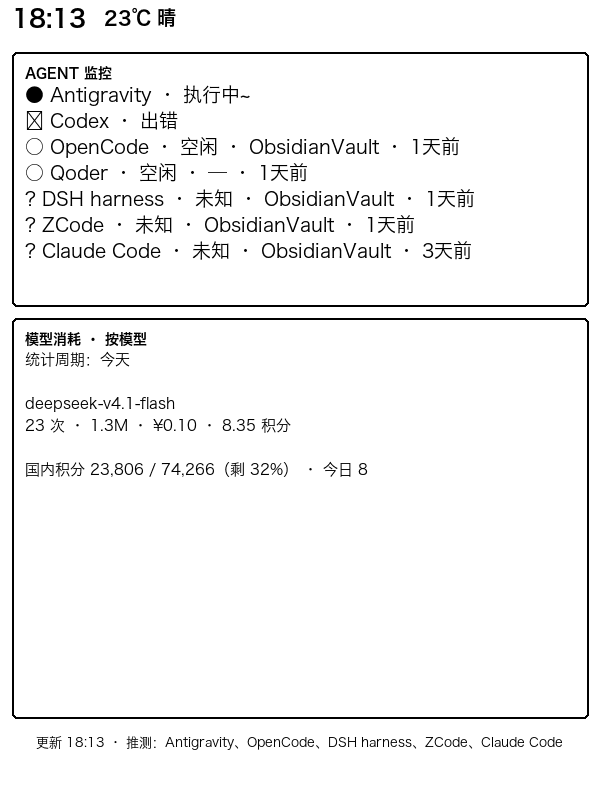 18:13 23℃ 晴
AGENT 监控
● Antigravity · 执行中~
☒ Codex · 出错
○ OpenCode · 空闲 · ObsidianVault · 1天前
○ Qoder · 空闲 · — · 1天前
? DSH harness · 未知 · ObsidianVault · 1天前
? ZCode · 未知 · ObsidianVault · 1天前
? Claude Code · 未知 · ObsidianVault · 3天前
模型消耗 · 按模型
统计周期：今天
deepseek-v4.1-flash
23 次 · 1.3M · ¥0.10 · 8.35 积分
国内积分 23,806 / 74,266（剩 32%） · 今日 8
更新 18:13 · 推测：Antigravity、OpenCode、DSH harness、ZCode、Claude Code